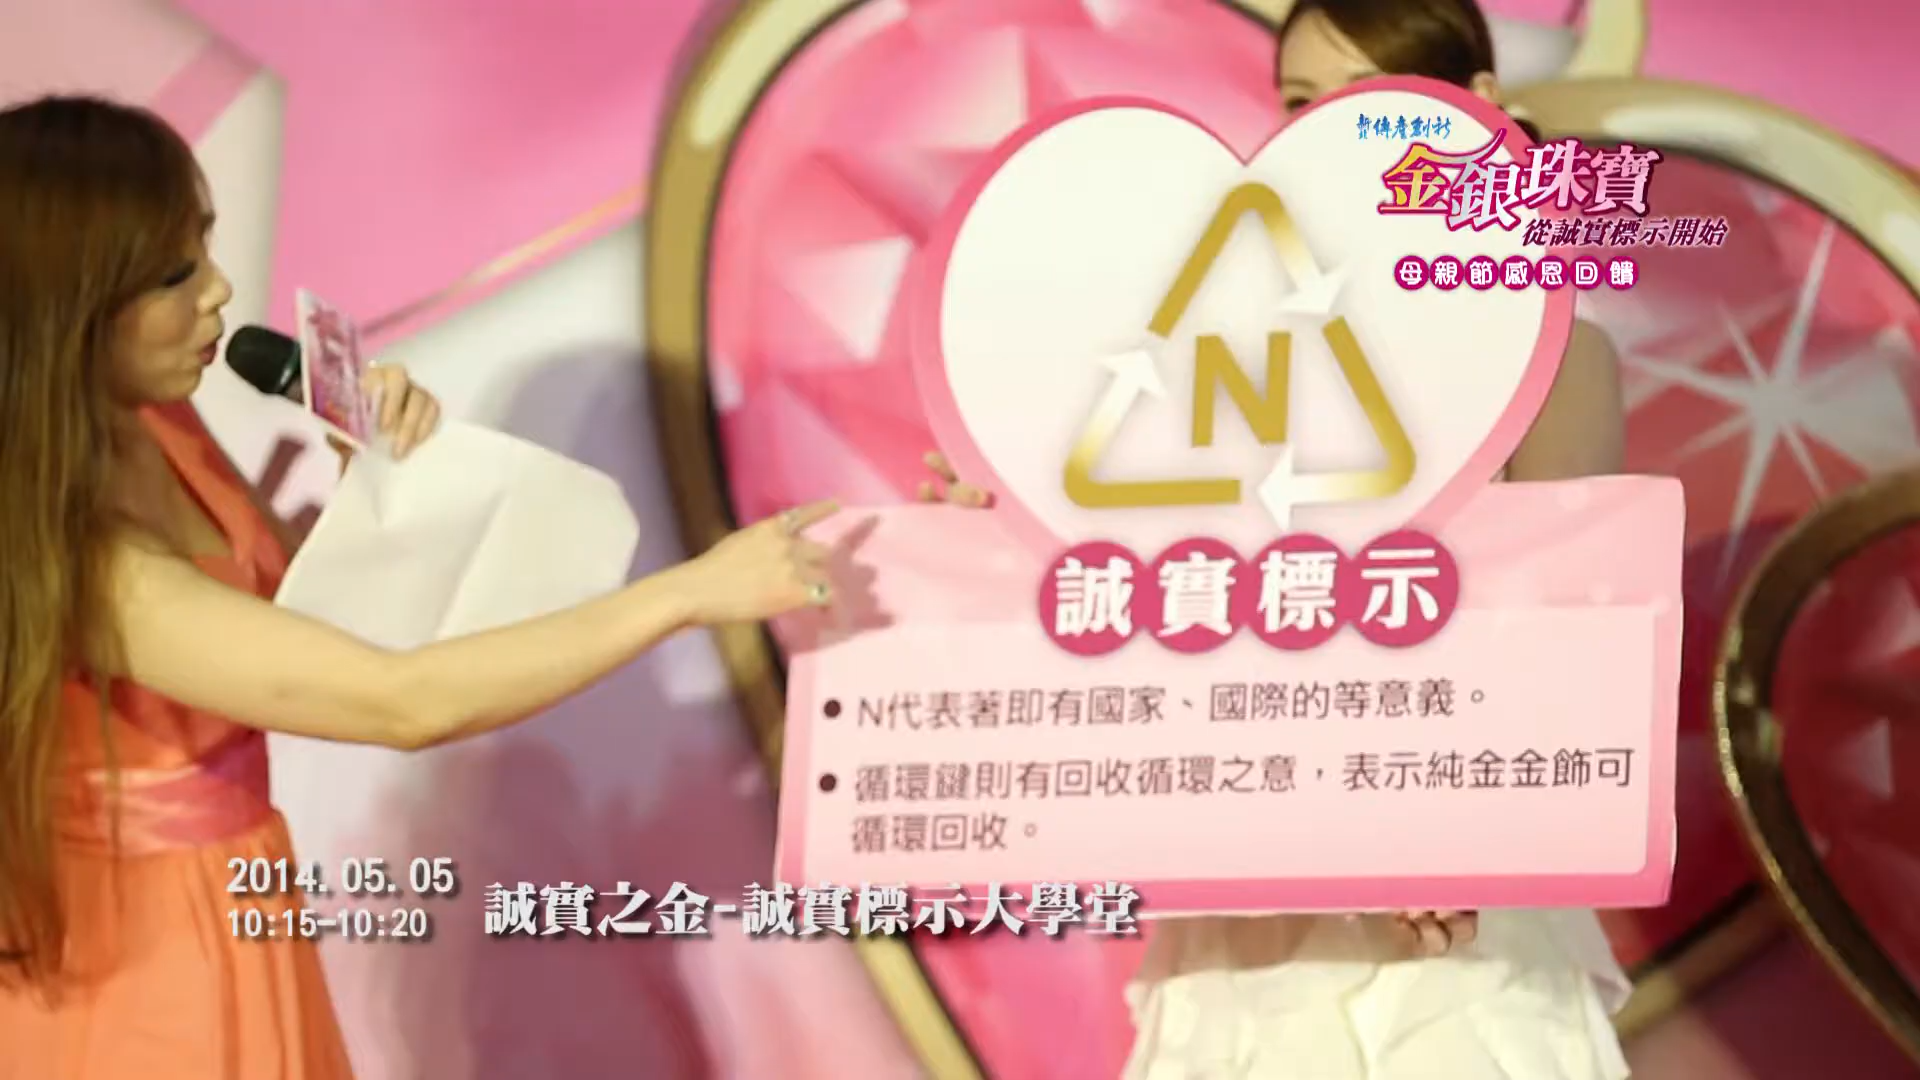 新傳產創新
金銀珠寶
從誠實標示開始
母親節感恩回饋
N
誠實標示
• N代表著即有國家、國際的等意義。
• 循環鍵則有回收循環之意，表示純金金飾可
循環回收。
2014.05.05
10:15-10:20
誠實之金-誠實標示大學堂